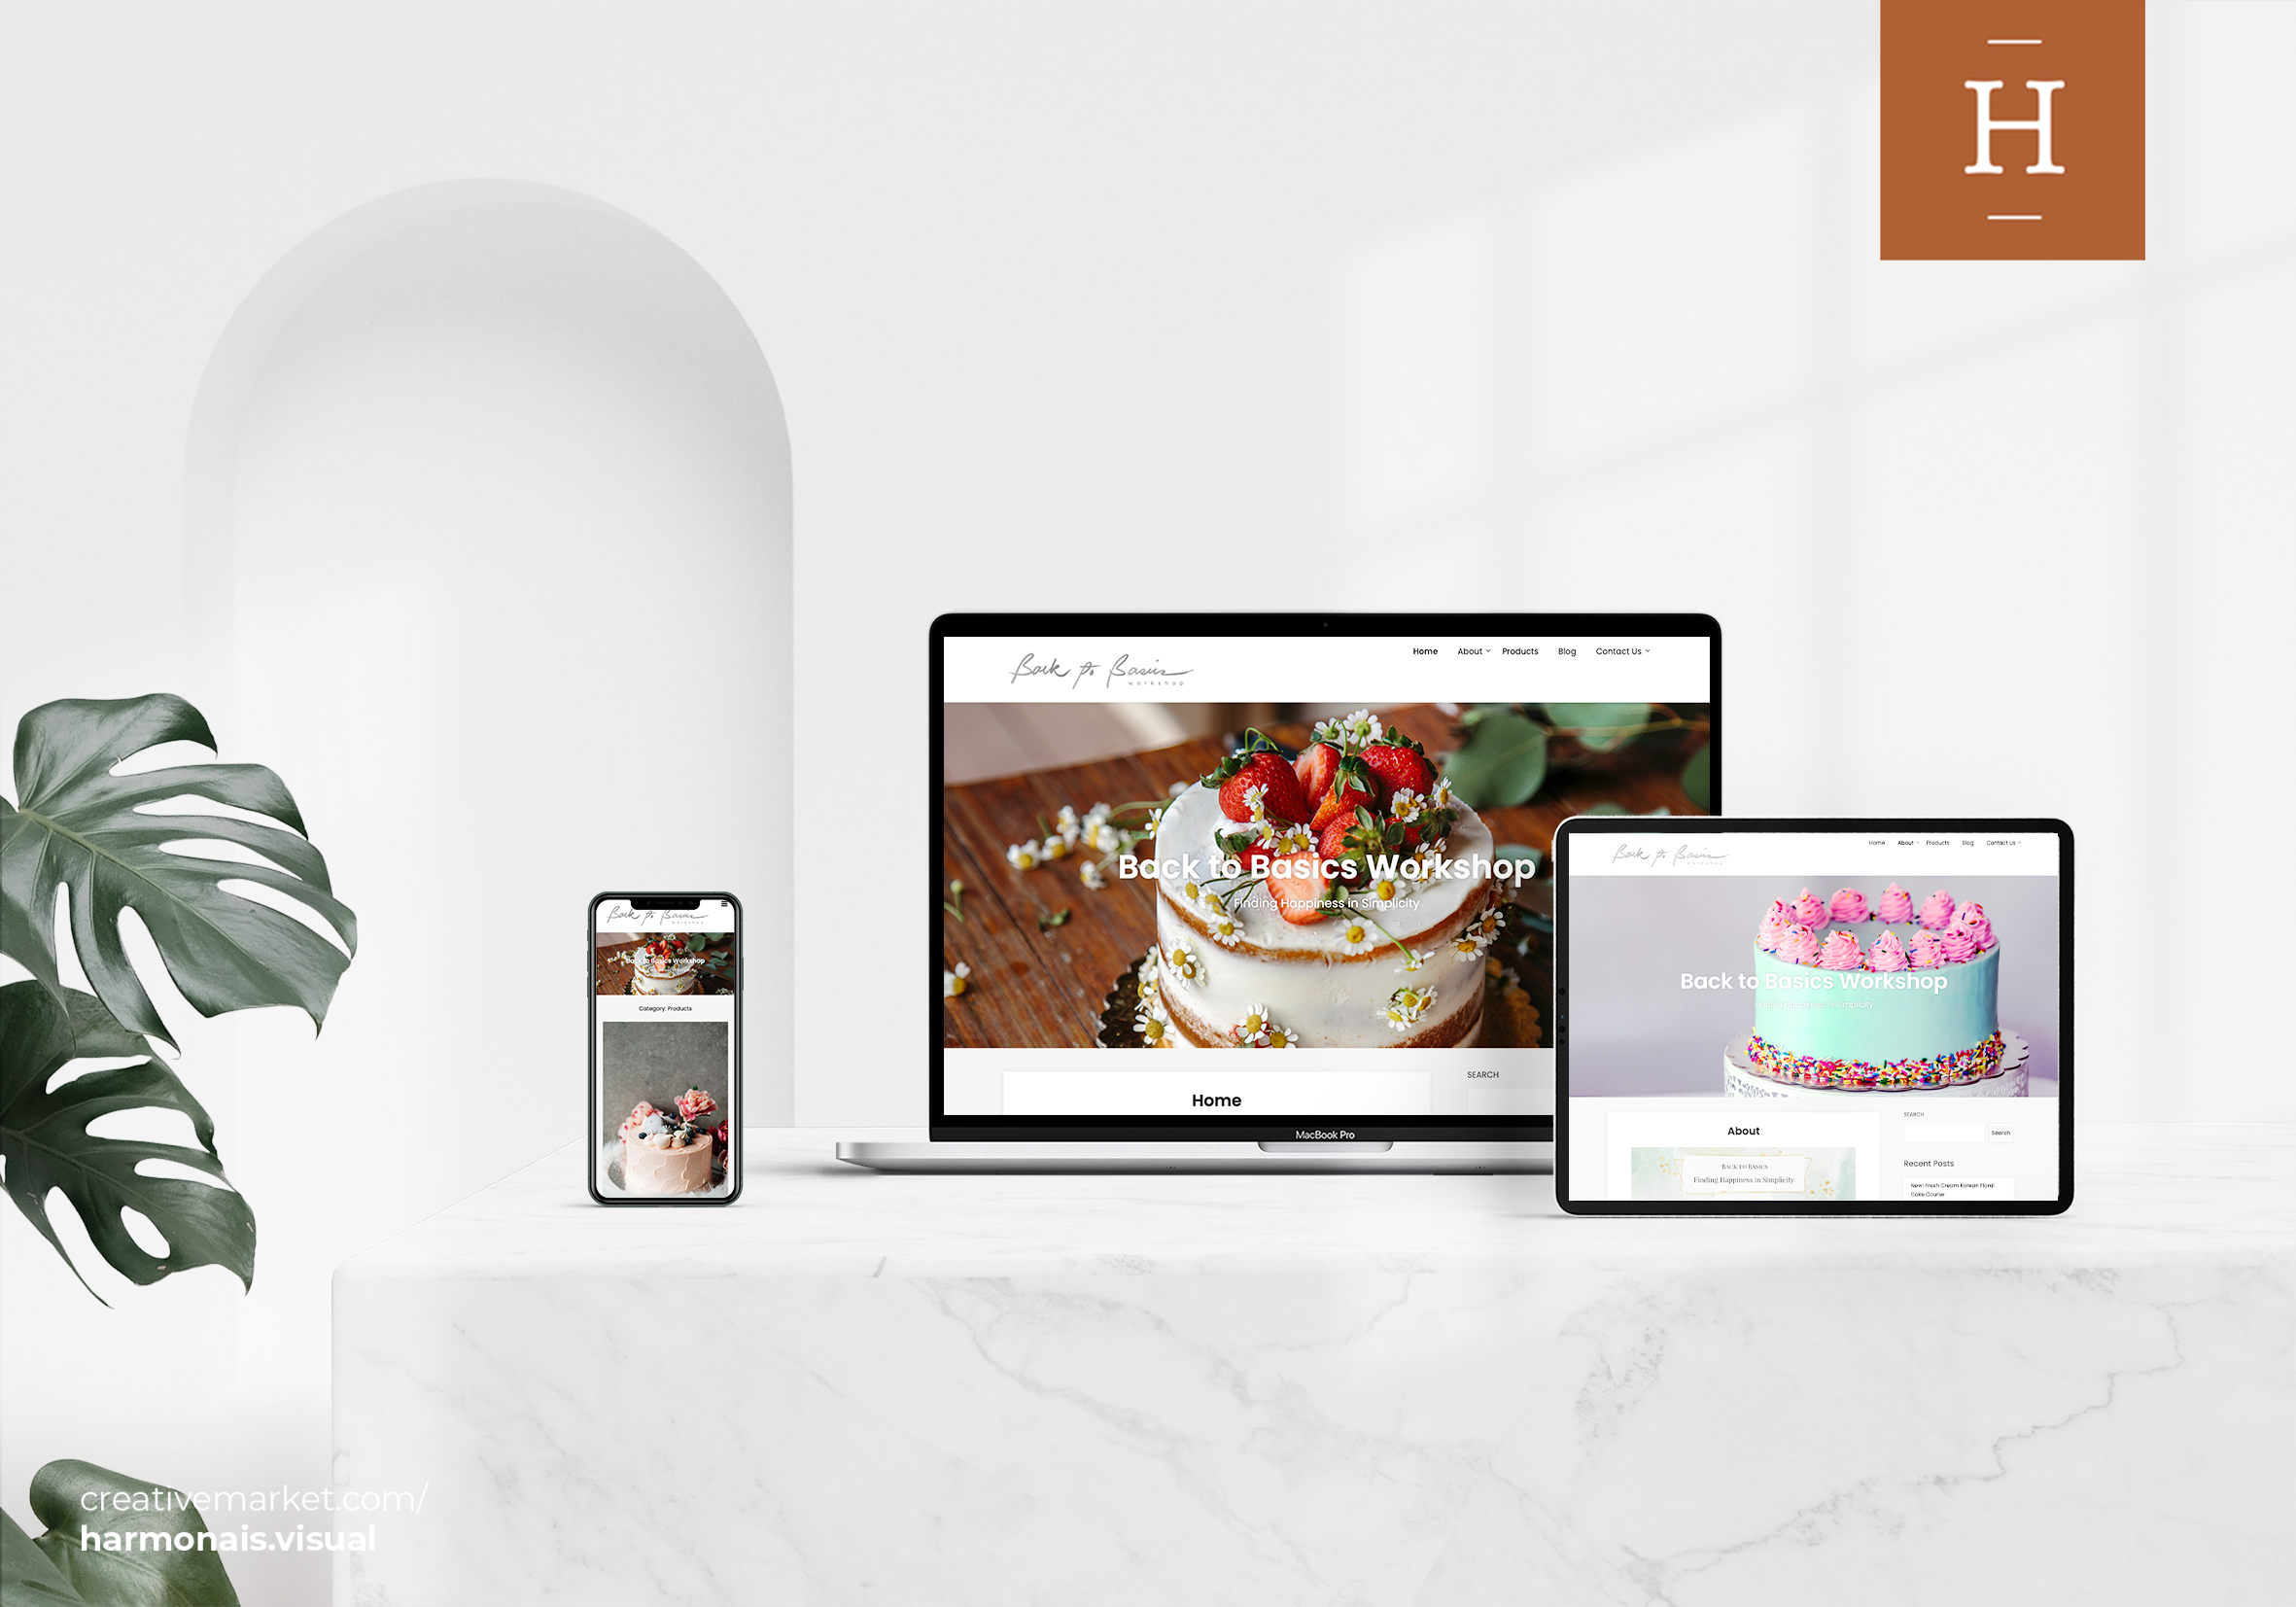 H
Back to Basics
workshop
Home
About
Products
Blog
Contact Us
Back to Basics Workshop
Finding Happiness in Simplicity
Home
SEARCH
MacBook Pro
Back to Basics
workshop
Back to Basics Workshop
Category: Products
Back to Basics
workshop
Home
About
Products
Blog
Contact Us
Back to Basics Workshop
Finding Happiness in Simplicity
About
BACK TO BASICS
Finding Happiness in Simplicity
SEARCH
Search
Recent Posts
New! Fresh Cream Korean Floral
Cake Course
creativemarket.com/
harmonais.visual